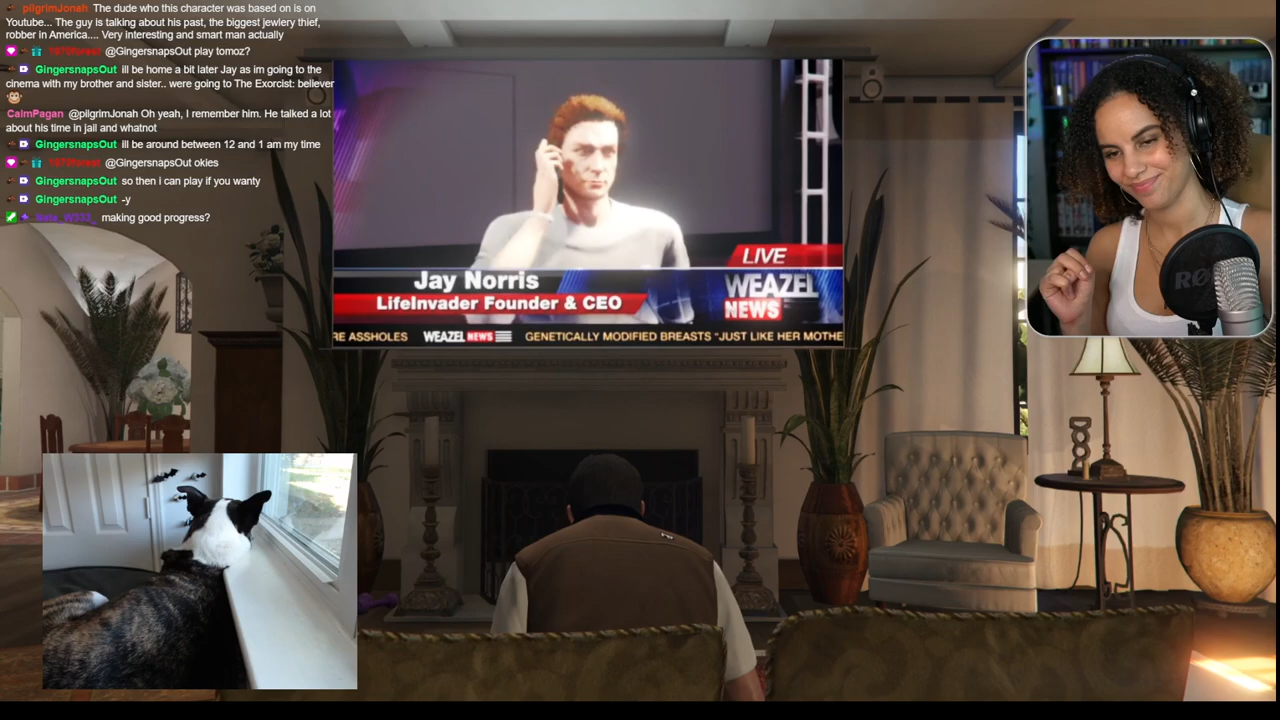 pilgrimJonah The dude who this character was based on is on
Youtube... The guy is talking about his past, the biggest jewlery thief,
robber in America.... Very interesting and smart man actually
@GingersnapsOut play tomoz?
GingersnapsOut ill be home a bit later Jay as im going to the
cinema with my brother and sister.. were going to The Exorcist: believer
CalmPagan @pilgrimJonah Oh yeah, I remember him. He talked a lot
about his time in jail and whatnot
GingersnapsOut ill be around between 12 and 1 am my time
@GingersnapsOut okies
GingersnapsOut so then i can play if you wanty
GingersnapsOut -y
making good progress?
LIVE
Jay Norris
LifeInvader Founder & CEO
WEAZEL
NEWS
RE ASSHOLES WEAZEL NEWS GENETICALLY MODIFIED BREASTS "JUST LIKE HER MOTHE